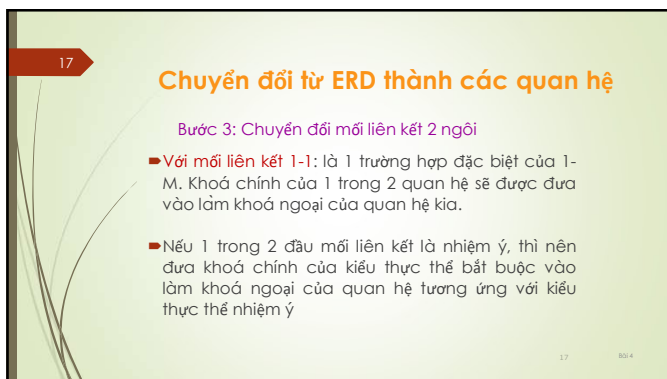 17
Chuyển đổi từ ERD thành các quan hệ
Bước 3: Chuyển đổi mối liên kết 2 ngôi
Với mối liên kết 1-1: là 1 trường hợp đặc biệt của 1-
M. Khoá chính của 1 trong 2 quan hệ sẽ được đưa
vào làm khoá ngoại của quan hệ kia.
Nếu 1 trong 2 đầu mối liên kết là nhiệm ý, thì nên
đưa khoá chính của kiểu thực thể bắt buộc vào
làm khoá ngoại của quan hệ tương ứng với kiểu
thực thể nhiệm ý
17